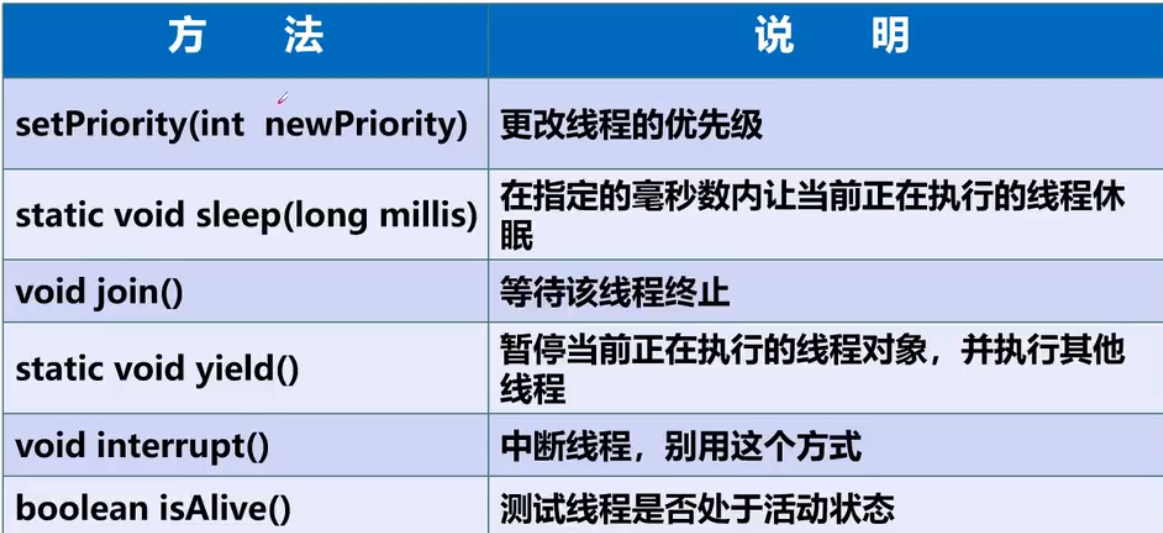 方 法
说 明
setPriority(int newPriority)
更改线程的优先级
static void sleep(long millis)
在指定的毫秒数内让当前正在执行的线程休
眠
void join()
等待该线程终止
static void yield()
暂停当前正在执行的线程对象，并执行其他
线程
void interrupt()
中断线程，别用这个方式
boolean isAlive()
测试线程是否处于活动状态